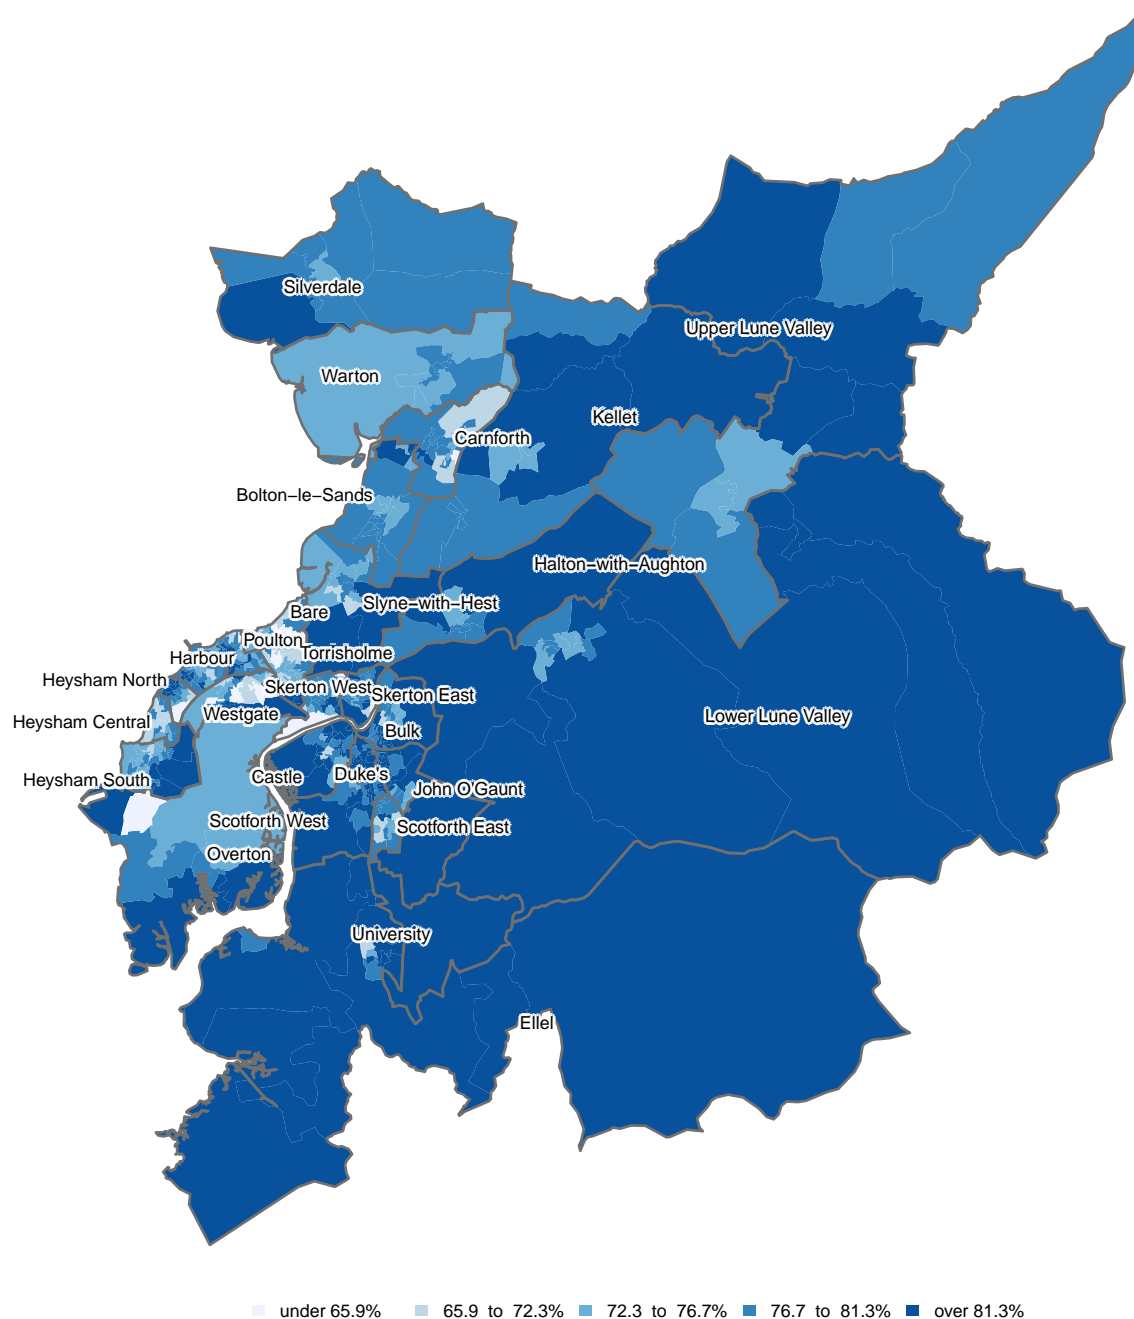 Silverdale
Upper Lune Valley
Warton
Kellet
Carnforth
Bolton–le–Sands
Halton–with–Aughton
Slyne–with–Hest
Bare
Poulton
Torrisholme
Harbour
Heysham North
Skerton West
Skerton East
Westgate
Lower Lune Valley
Heysham Central
Bulk
Duke's
Castle
Heysham South
John O'Gaunt
Scotforth West
Scotforth East
Overton
University
Ellel
under 65.9% 65.9 to 72.3% 72.3 to 76.7% 76.7 to 81.3% over 81.3%